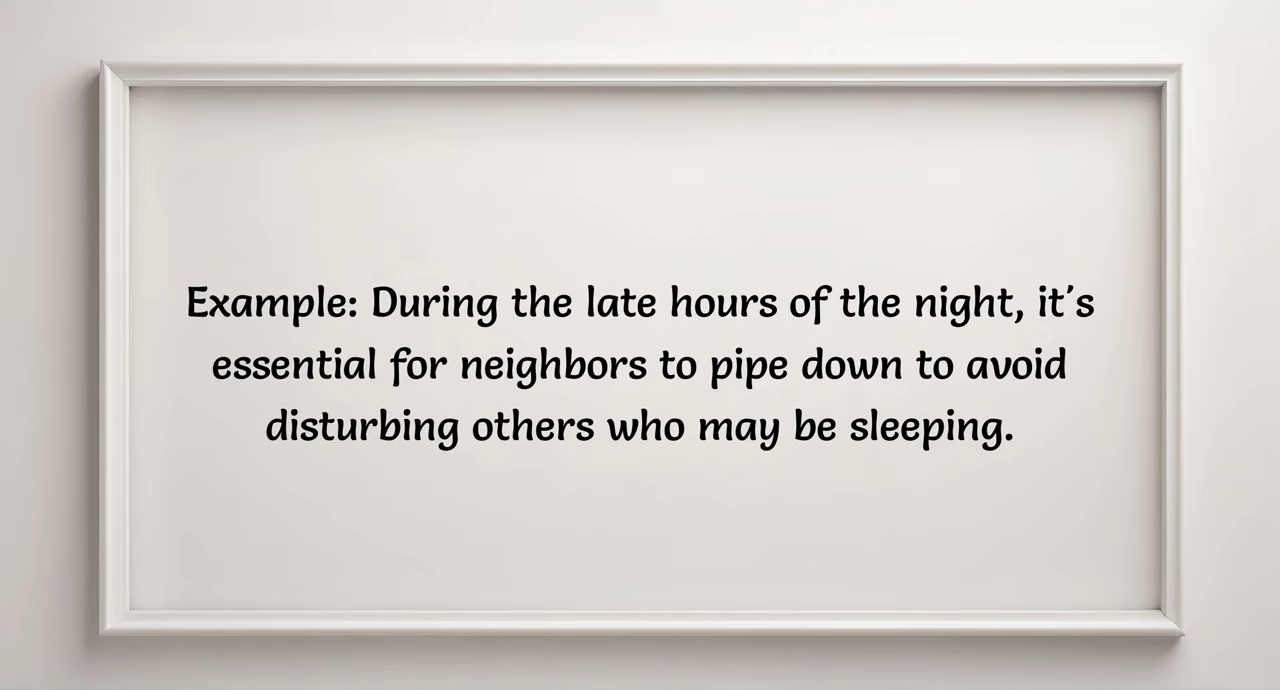 Example: During the late hours of the night, it's
essential for neighbors to pipe down to avoid
disturbing others who may be sleeping.